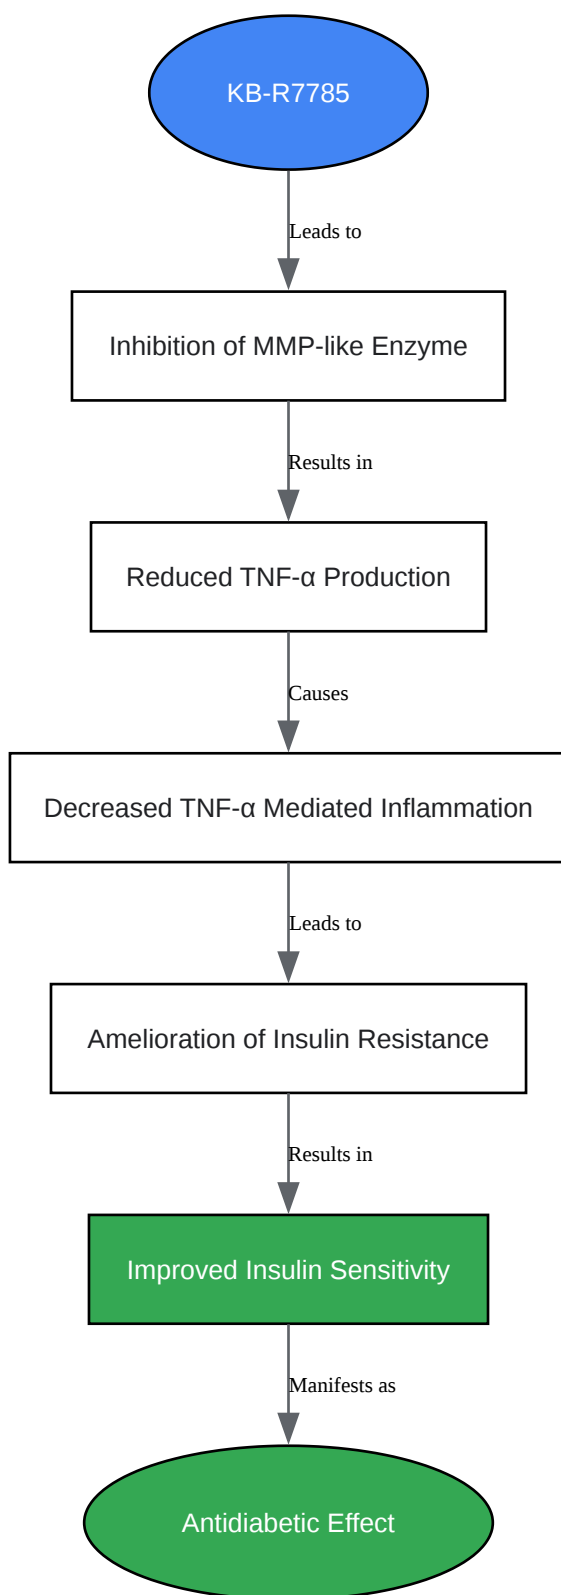 KB-R7785
Leads to
Inhibition of MMP-like Enzyme
Results in
Reduced TNF-α Production
Causes
Decreased TNF-α Mediated Inflammation
Leads to
Amelioration of Insulin Resistance
Results in
Improved Insulin Sensitivity
Manifests as
Antidiabetic Effect